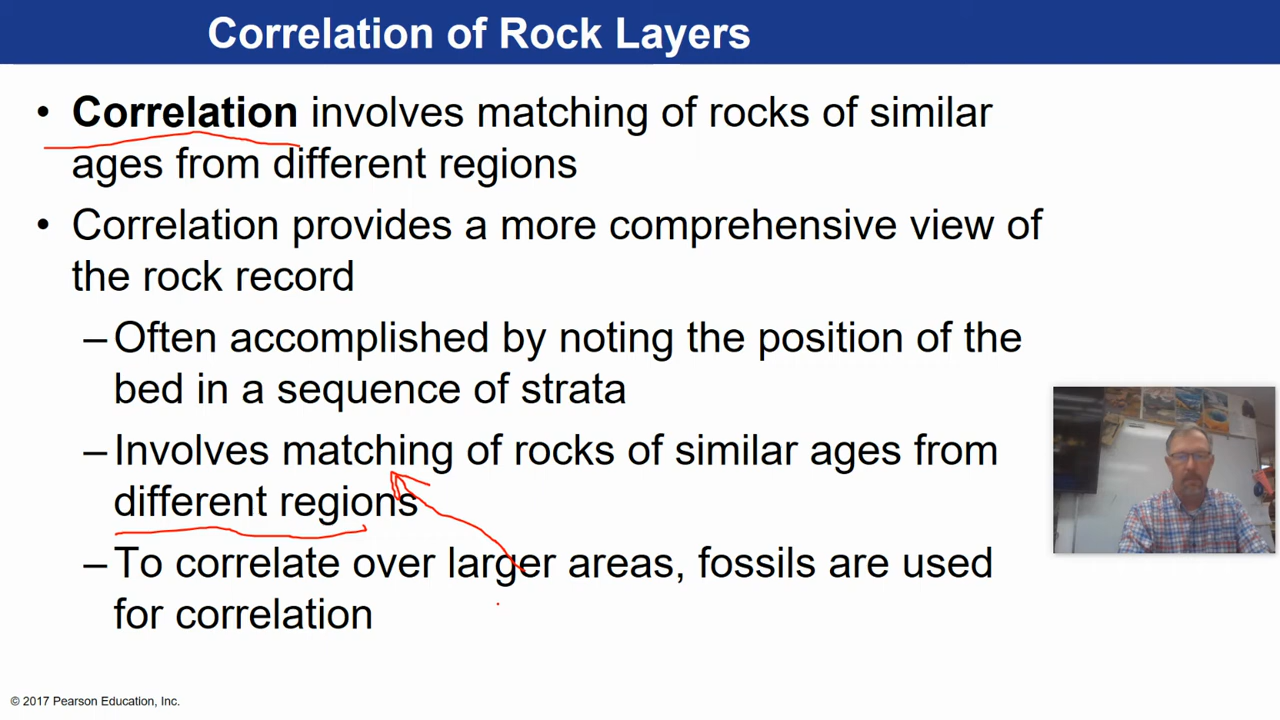 Correlation of Rock Layers
• Correlation involves matching of rocks of similar
ages from different regions
• Correlation provides a more comprehensive view of
the rock record
– Often accomplished by noting the position of the
bed in a sequence of strata
– Involves matching of rocks of similar ages from
different regions
– To correlate over larger areas, fossils are used
for correlation
© 2017 Pearson Education, Inc.